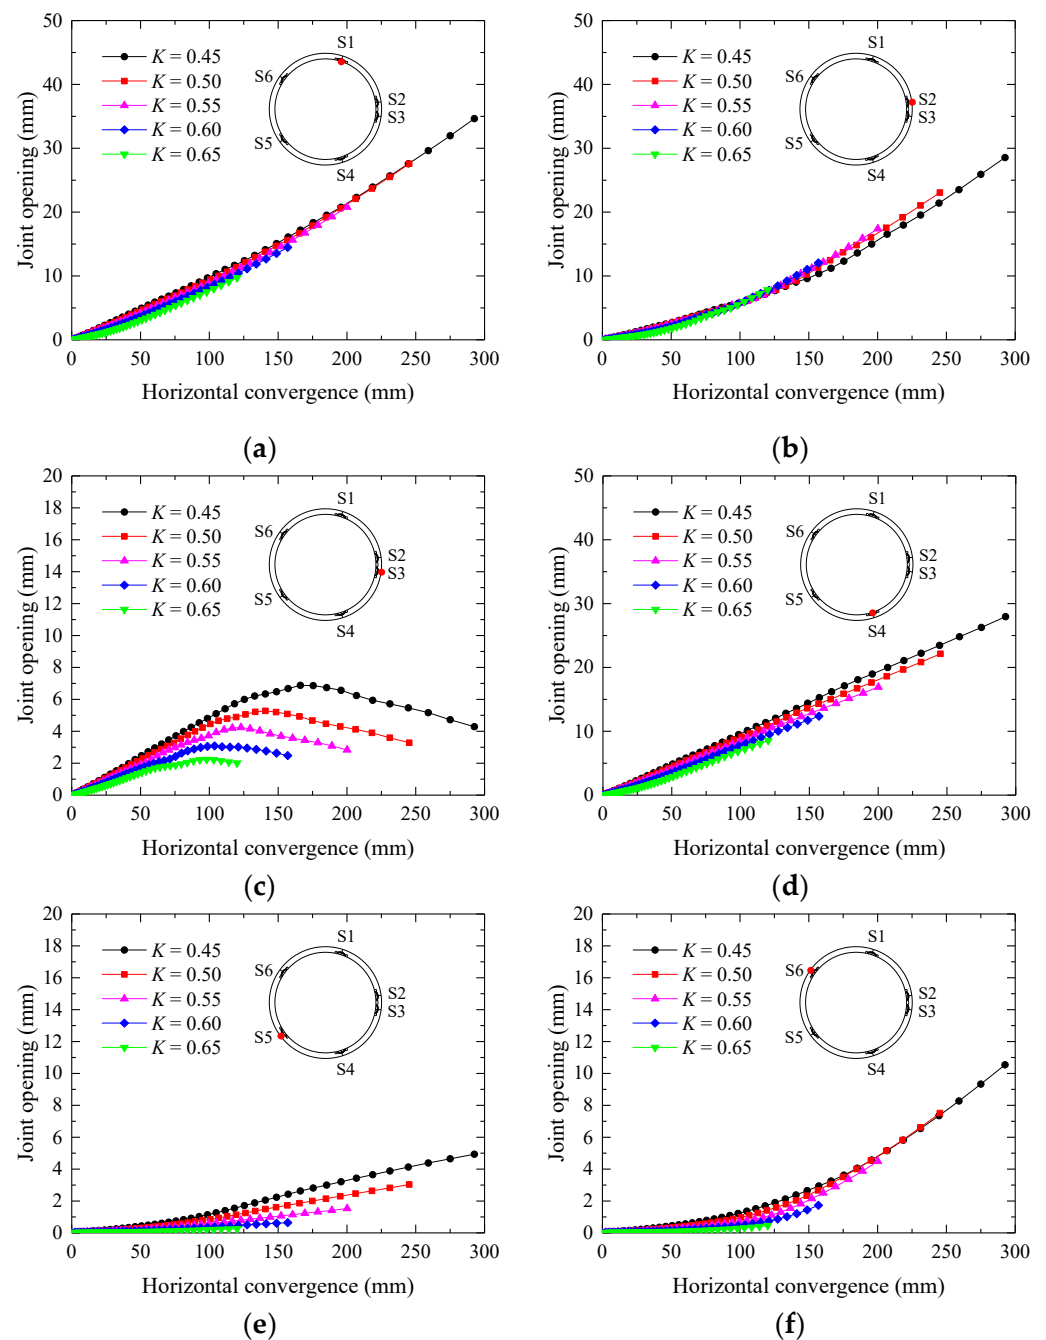 50
40
30
20
10
0
Joint opening (mm)
K = 0.45
K = 0.50
K = 0.55
K = 0.60
K = 0.65
S1
S2
S3
S4
S5
S6
0 50 100 150 200 250 300
Horizontal convergence (mm)
(a)
50
40
30
20
10
0
Joint opening (mm)
K = 0.45
K = 0.50
K = 0.55
K = 0.60
K = 0.65
S1
S2
S3
S4
S5
S6
0 50 100 150 200 250 300
Horizontal convergence (mm)
(b)
20
18
16
14
12
10
8
6
4
2
0
Joint opening (mm)
K = 0.45
K = 0.50
K = 0.55
K = 0.60
K = 0.65
S1
S2
S3
S4
S5
S6
0 50 100 150 200 250 300
Horizontal convergence (mm)
(c)
50
40
30
20
10
0
Joint opening (mm)
K = 0.45
K = 0.50
K = 0.55
K = 0.60
K = 0.65
S1
S2
S3
S4
S5
S6
0 50 100 150 200 250 300
Horizontal convergence (mm)
(d)
20
18
16
14
12
10
8
6
4
2
0
Joint opening (mm)
K = 0.45
K = 0.50
K = 0.55
K = 0.60
K = 0.65
S1
S2
S3
S4
S5
S6
0 50 100 150 200 250 300
Horizontal convergence (mm)
(e)
20
18
16
14
12
10
8
6
4
2
0
Joint opening (mm)
K = 0.45
K = 0.50
K = 0.55
K = 0.60
K = 0.65
S1
S2
S3
S4
S5
S6
0 50 100 150 200 250 300
Horizontal convergence (mm)
(f)